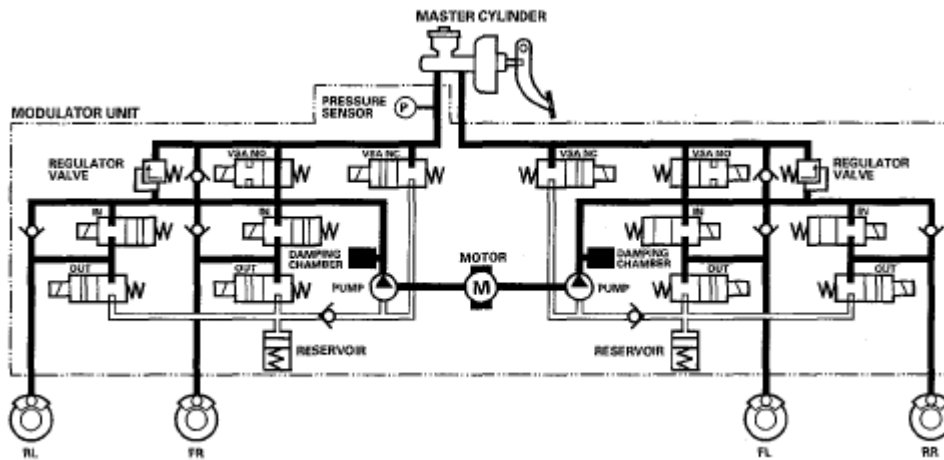 MASTER CYLINDER
PRESSURE
SENSOR
P
MODULATOR UNIT
REGULATOR
VALVE
VSA NO
VSA NC
VSA NC
VSA NO
REGULATOR
VALVE
IN
IN
IN
IN
DAMPING
CHAMBER
MOTOR
DAMPING
CHAMBER
OUT
OUT
PUMP
M
PUMP
OUT
OUT
RESERVOIR
RESERVOIR
RL
FR
FL
RR